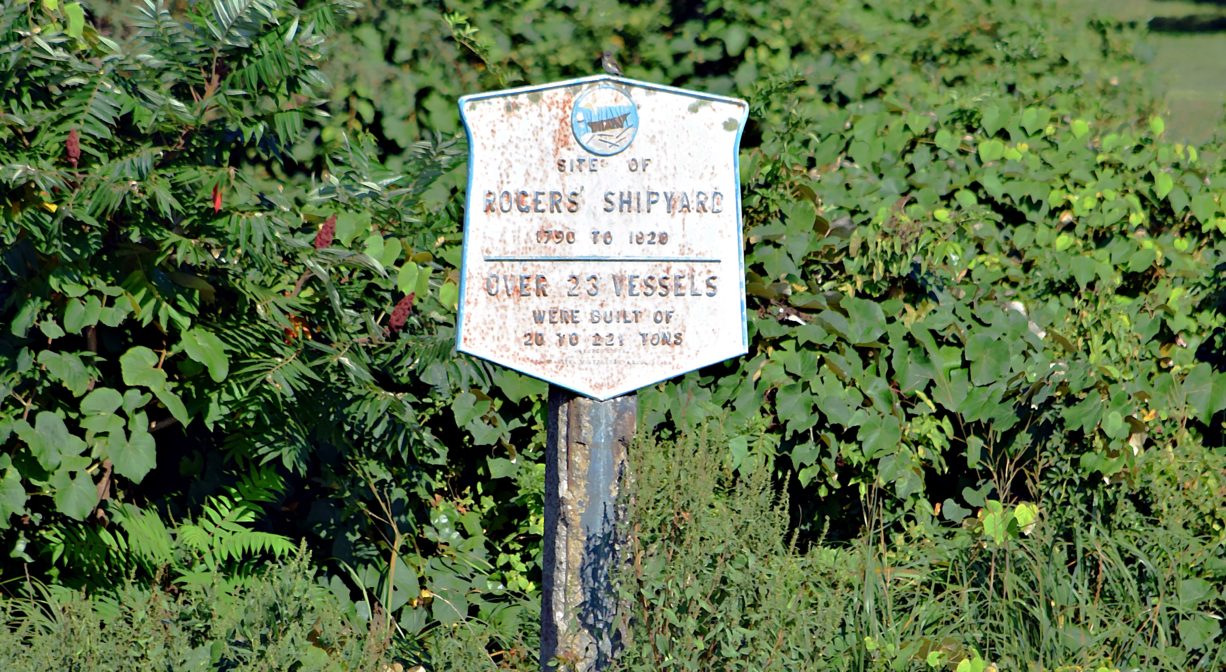 SITE OF
ROGERS' SHIPYARD
1790 TO 1820
OVER 23 VESSELS
WERE BUILT OF
20 TO 221 TONS